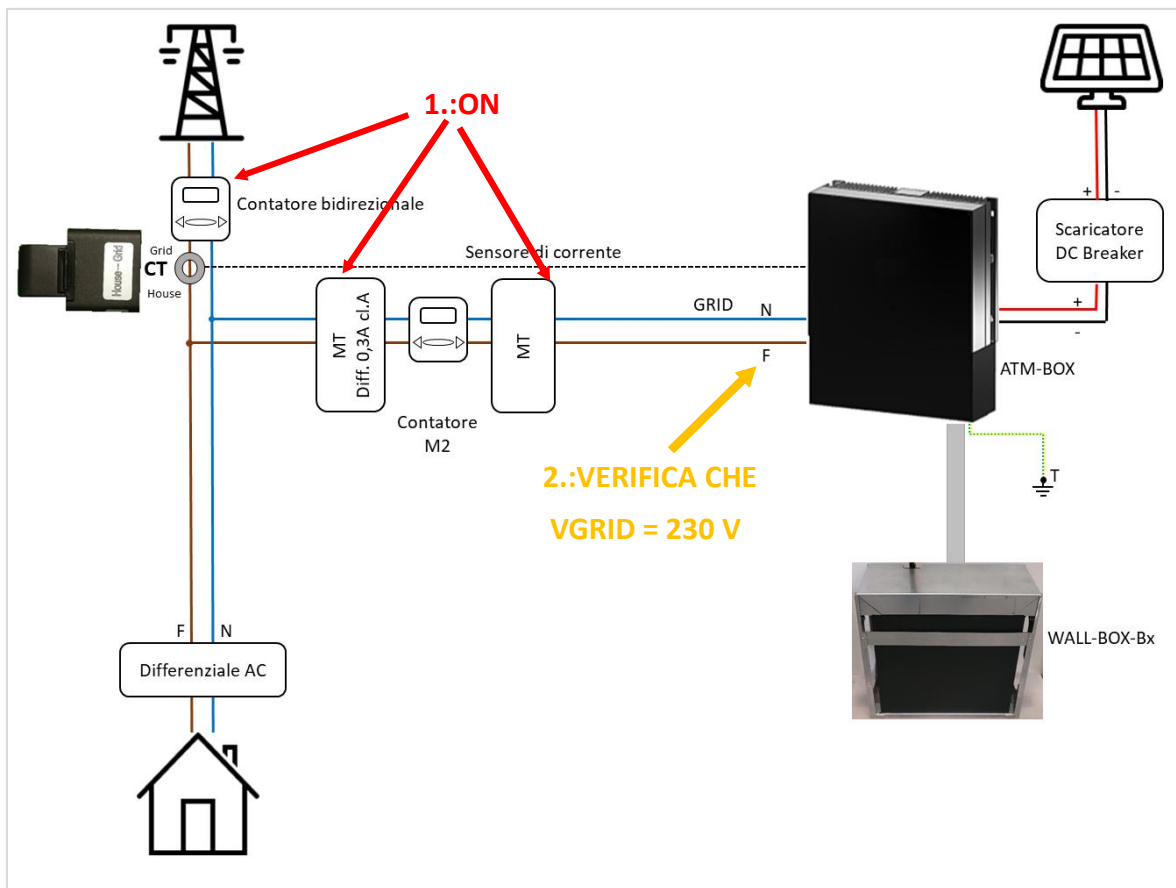 1.:ON
Contatore bidirezionale
Grid
CT
House
House--Grid
Sensore di corrente
MT
Diff. 0,3A cl.A
Contatore
M2
MT
GRID
N
F
+
-
Scaricatore
DC Breaker
+
-
ATM-BOX
2.:VERIFICA CHE
VGRID = 230 V
T
WALL-BOX-Bx
F
N
Differenziale AC